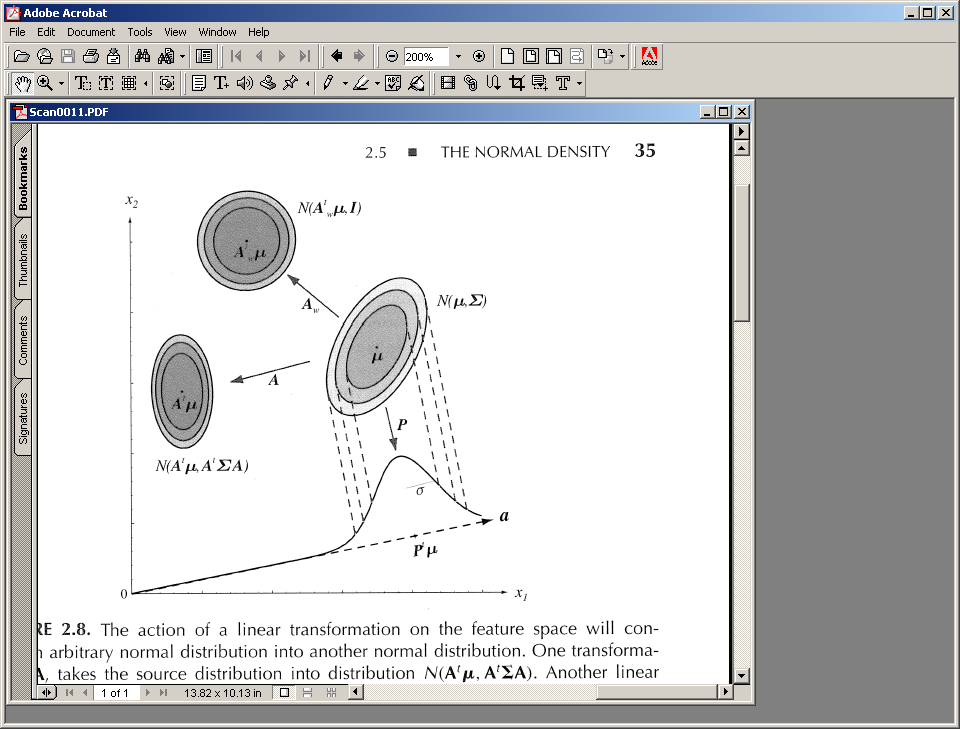 Adobe Acrobat
File Edit Document Tools View Window Help
200%
Adobe
Scan0011.PDF
Bookmarks
Thumbnails
Comments
Signatures
2.5 ■ THE NORMAL DENSITY 35
x₂
N(Aᵗwμ, I)
Aᵗwμ
Aw
N(μ, Σ)
μ
A
Aᵗμ
P
N(Aᵗμ, AᵗΣA)
σ
a
Pᵗμ
0
x₁
RE 2.8. The action of a linear transformation on the feature space will con-
n arbitrary normal distribution into another normal distribution. One transforma-
A, takes the source distribution into distribution N(Aᵗμ, AᵗΣA). Another linear
1 of 1
13.82 x 10.13 in